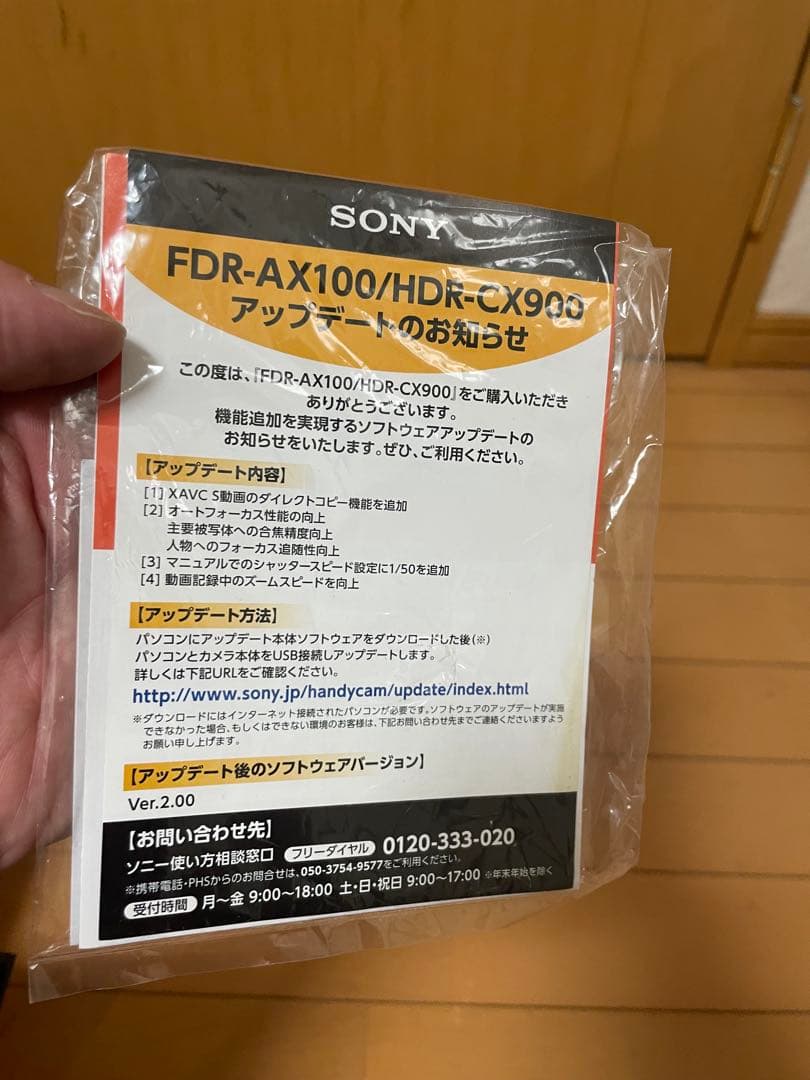 SONY
FDR-AX100/HDR-CX900
アップデートのお知らせ
この度は、『FDR-AX100/HDR-CX900』をご購入いただき
ありがとうございます。
機能追加を実現するソフトウェアアップデートの
お知らせをいたします。ぜひ、ご利用ください。
【アップデート内容】
[1] XAVC S動画のダイレクトコピー機能を追加
[2] オートフォーカス性能の向上
主要被写体への合焦精度向上
人物へのフォーカス追随性向上
[3] マニュアルでのシャッタースピード設定に1/50を追加
[4] 動画記録中のズームスピードを向上
【アップデート方法】
パソコンにアップデート本体ソフトウェアをダウンロードした後(※)
パソコンとカメラ本体をUSB接続しアップデートします。
詳しくは下記URLをご確認ください。
http://www.sony.jp/handycam/update/index.html
※ダウンロードにはインターネット接続されたパソコンが必要です。ソフトウェアのアップデートが実施
できなかった場合、もしくはできない環境のお客様は、下記お問い合わせ先までご連絡くださいますよう
お願い申し上げます。
【アップデート後のソフトウェアバージョン】
Ver.2.00
【お問い合わせ先】
ソニー使い方相談窓口 フリーダイヤル 0120-333-020
※携帯電話・PHSからのお問合せは、050-3754-9577をご利用ください。
受付時間 月～金 9:00～18:00 土・日・祝日 9:00～17:00 ※年末年始を除く